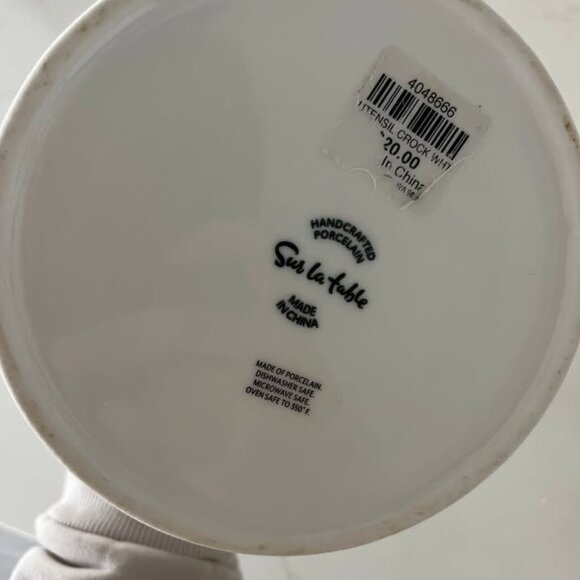 4048666
UTENSIL CROCK WHT
20.00
In China
HANDCRAFTED
PORCELAIN
Sur la table
MADE
IN CHINA
MADE OF PORCELAIN.
DISHWASHER SAFE.
MICROWAVE SAFE.
OVEN SAFE TO 350° F.